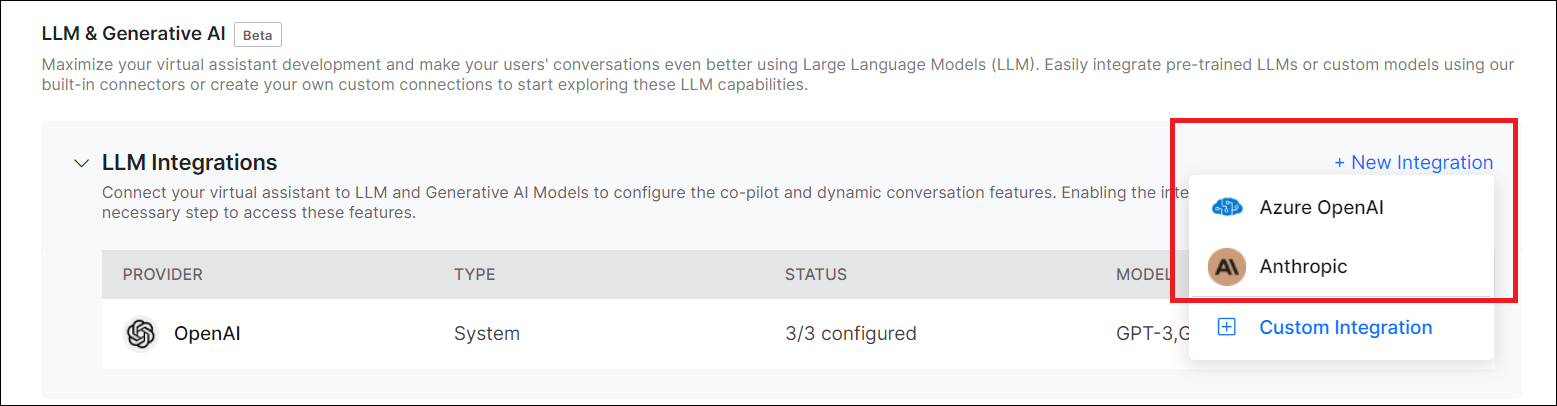 LLM & Generative AI Beta
Maximize your virtual assistant development and make your users' conversations even better using Large Language Models (LLM). Easily integrate pre-trained LLMs or custom models using our
built-in connectors or create your own custom connections to start exploring these LLM capabilities.
LLM Integrations
+ New Integration
Connect your virtual assistant to LLM and Generative AI Models to configure the co-pilot and dynamic conversation features. Enabling the
necessary step to access these features.
Azure OpenAI
Anthropic
Custom Integration
PROVIDER TYPE STATUS MODEL
OpenAI System 3/3 configured GPT-3,G